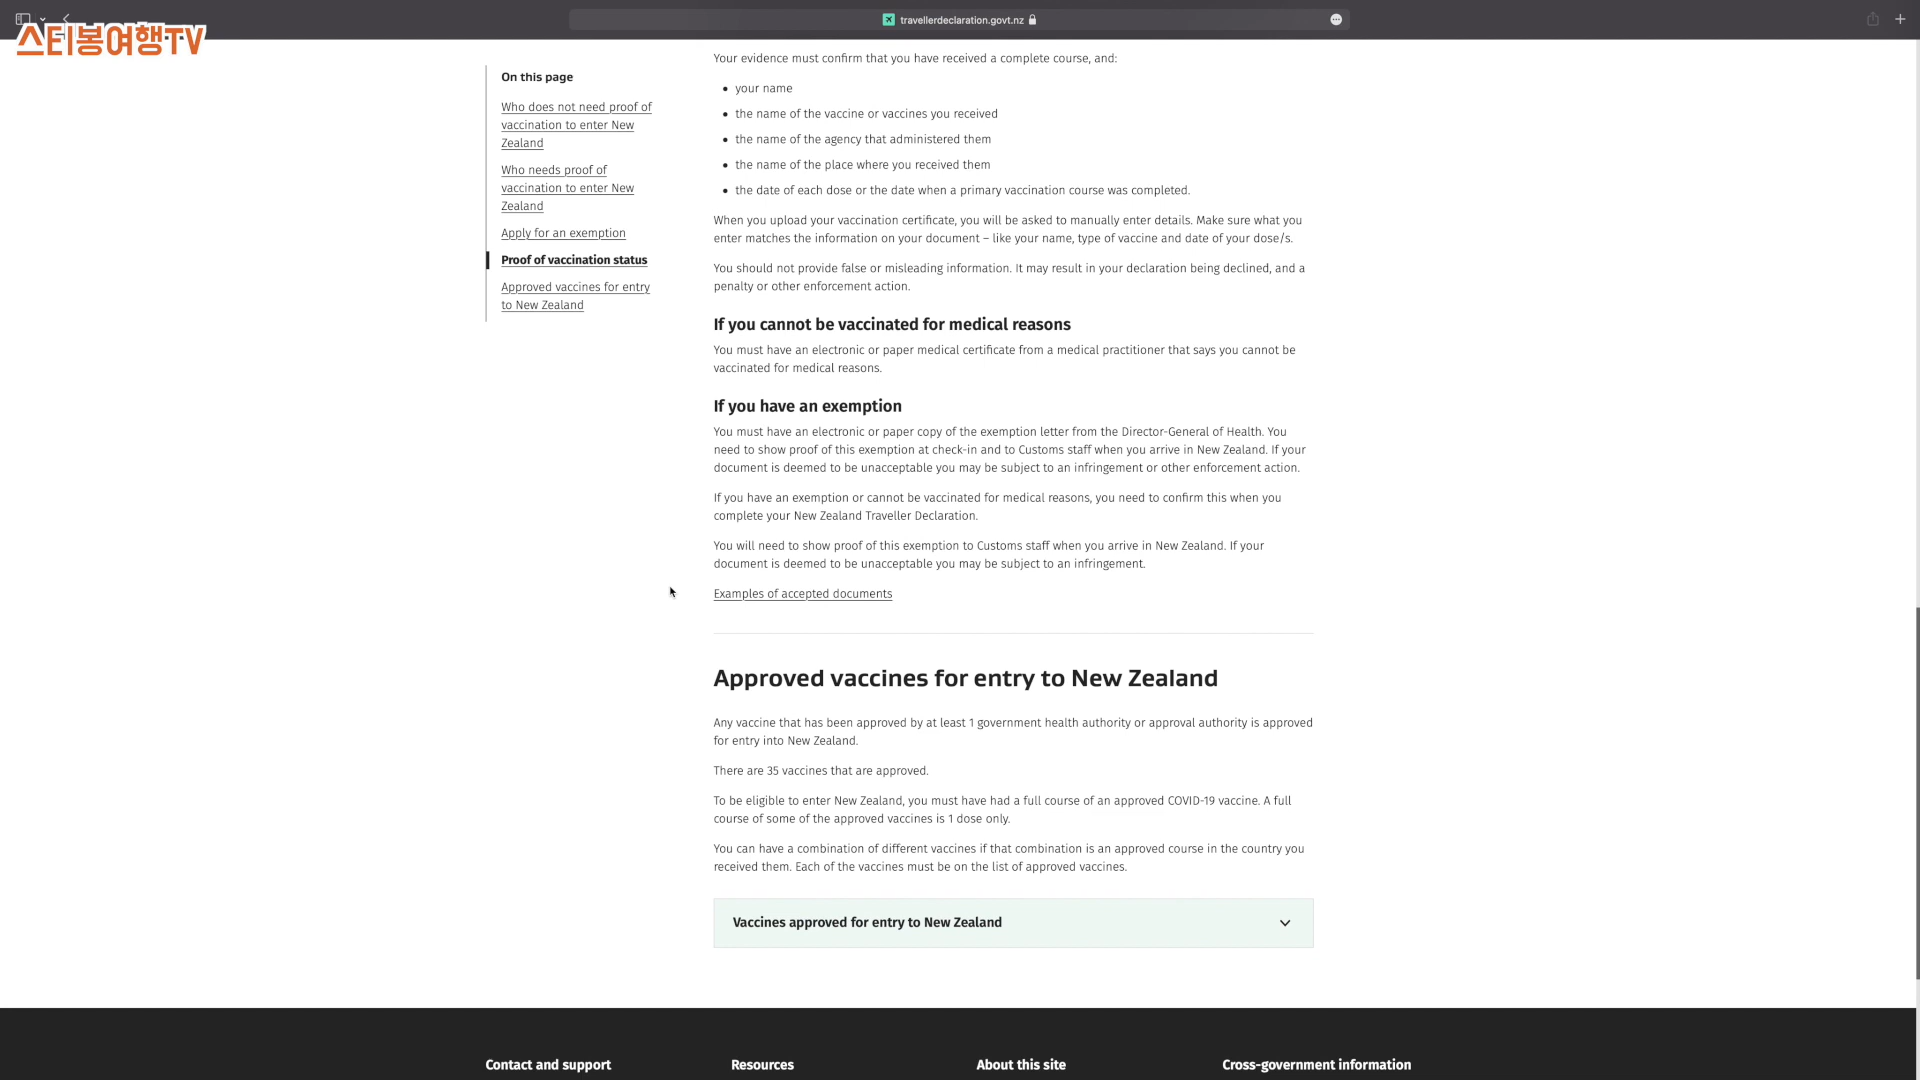 스티봉여행TV
travellerdeclaration.govt.nz
On this page
Who does not need proof of
vaccination to enter New
Zealand
Who needs proof of
vaccination to enter New
Zealand
Apply for an exemption
Proof of vaccination status
Approved vaccines for entry
to New Zealand
Your evidence must confirm that you have received a complete course, and:
• your name
• the name of the vaccine or vaccines you received
• the name of the agency that administered them
• the name of the place where you received them
• the date of each dose or the date when a primary vaccination course was completed.
When you upload your vaccination certificate, you will be asked to manually enter details. Make sure what you
enter matches the information on your document – like your name, type of vaccine and date of your dose/s.
You should not provide false or misleading information. It may result in your declaration being declined, and a
penalty or other enforcement action.
If you cannot be vaccinated for medical reasons
You must have an electronic or paper medical certificate from a medical practitioner that says you cannot be
vaccinated for medical reasons.
If you have an exemption
You must have an electronic or paper copy of the exemption letter from the Director-General of Health. You
need to show proof of this exemption at check-in and to Customs staff when you arrive in New Zealand. If your
document is deemed to be unacceptable you may be subject to an infringement or other enforcement action.
If you have an exemption or cannot be vaccinated for medical reasons, you need to confirm this when you
complete your New Zealand Traveller Declaration.
You will need to show proof of this exemption to Customs staff when you arrive in New Zealand. If your
document is deemed to be unacceptable you may be subject to an infringement.
Examples of accepted documents
Approved vaccines for entry to New Zealand
Any vaccine that has been approved by at least 1 government health authority or approval authority is approved
for entry into New Zealand.
There are 35 vaccines that are approved.
To be eligible to enter New Zealand, you must have had a full course of an approved COVID-19 vaccine. A full
course of some of the approved vaccines is 1 dose only.
You can have a combination of different vaccines if that combination is an approved course in the country you
received them. Each of the vaccines must be on the list of approved vaccines.
Vaccines approved for entry to New Zealand
Contact and support
Resources
About this site
Cross-government information